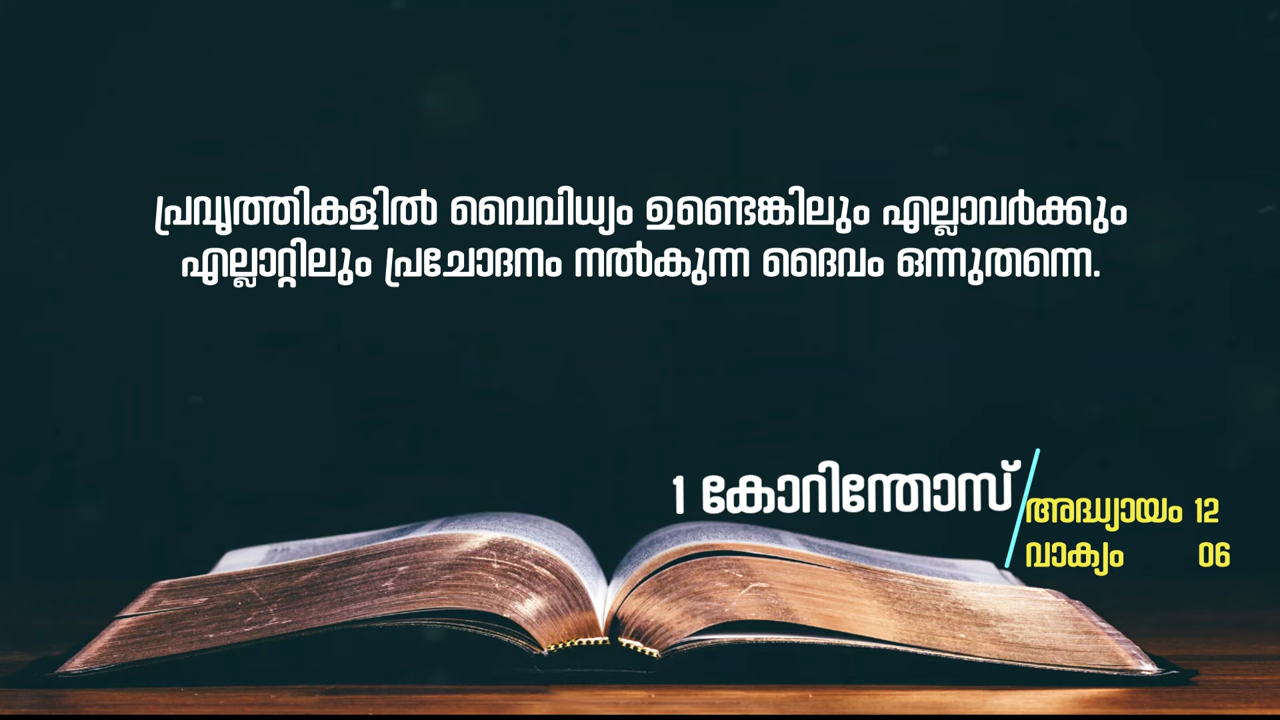 പ്രവൃത്തികളിൽ വൈവിധ്യം ഉണ്ടെങ്കിലും എല്ലാവർക്കും
എല്ലാറ്റിലും പ്രചോദനം നൽകുന്ന ദൈവം ഒന്നുതന്നെ.
1 കോറിന്തോസ്
അദ്ധ്യായം 12
വാക്യം 06